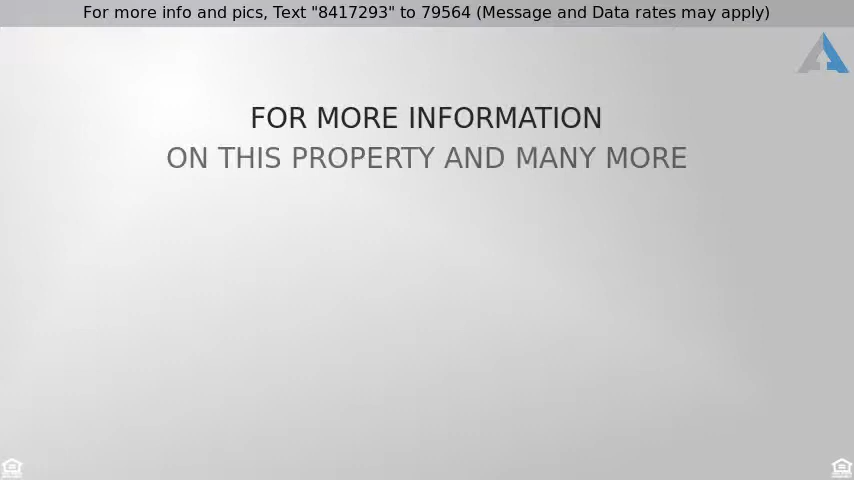 For more info and pics, Text "8417293" to 79564 (Message and Data rates may apply)
FOR MORE INFORMATION
ON THIS PROPERTY AND MANY MORE